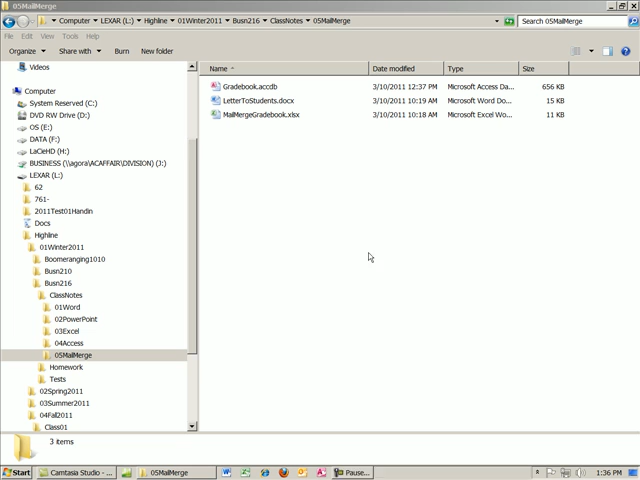 05MailMerge
Computer ▸ LEXAR (L:) ▸ Highline ▸ 01Winter2011 ▸ Busn216 ▸ ClassNotes ▸ 05MailMerge
Search 05MailMerge
File Edit View Tools Help
Organize Share with Burn New folder
Name Date modified Type Size
Gradebook.accdb 3/10/2011 12:37 PM Microsoft Access Da... 656 KB
LetterToStudents.docx 3/10/2011 10:19 AM Microsoft Word Do... 15 KB
MailMergeGradebook.xlsx 3/10/2011 10:18 AM Microsoft Excel Wo... 11 KB
Videos
Computer
System Reserved (C:)
DVD RW Drive (D:)
OS (E:)
DATA (F:)
LaCieHD (H:)
BUSINESS (\\agora\ACAFFAIR\DIVISION) (J:)
LEXAR (L:)
62
761-
2011Test01Handin
Docs
Highline
01Winter2011
Boomeranging1010
Busn210
Busn216
ClassNotes
01Word
02PowerPoint
03Excel
04Access
05MailMerge
Homework
Tests
02Spring2011
03Summer2011
04Fall2011
Class01
3 items
Start Camtasia Studio - ... 05MailMerge Pause... 1:36 PM